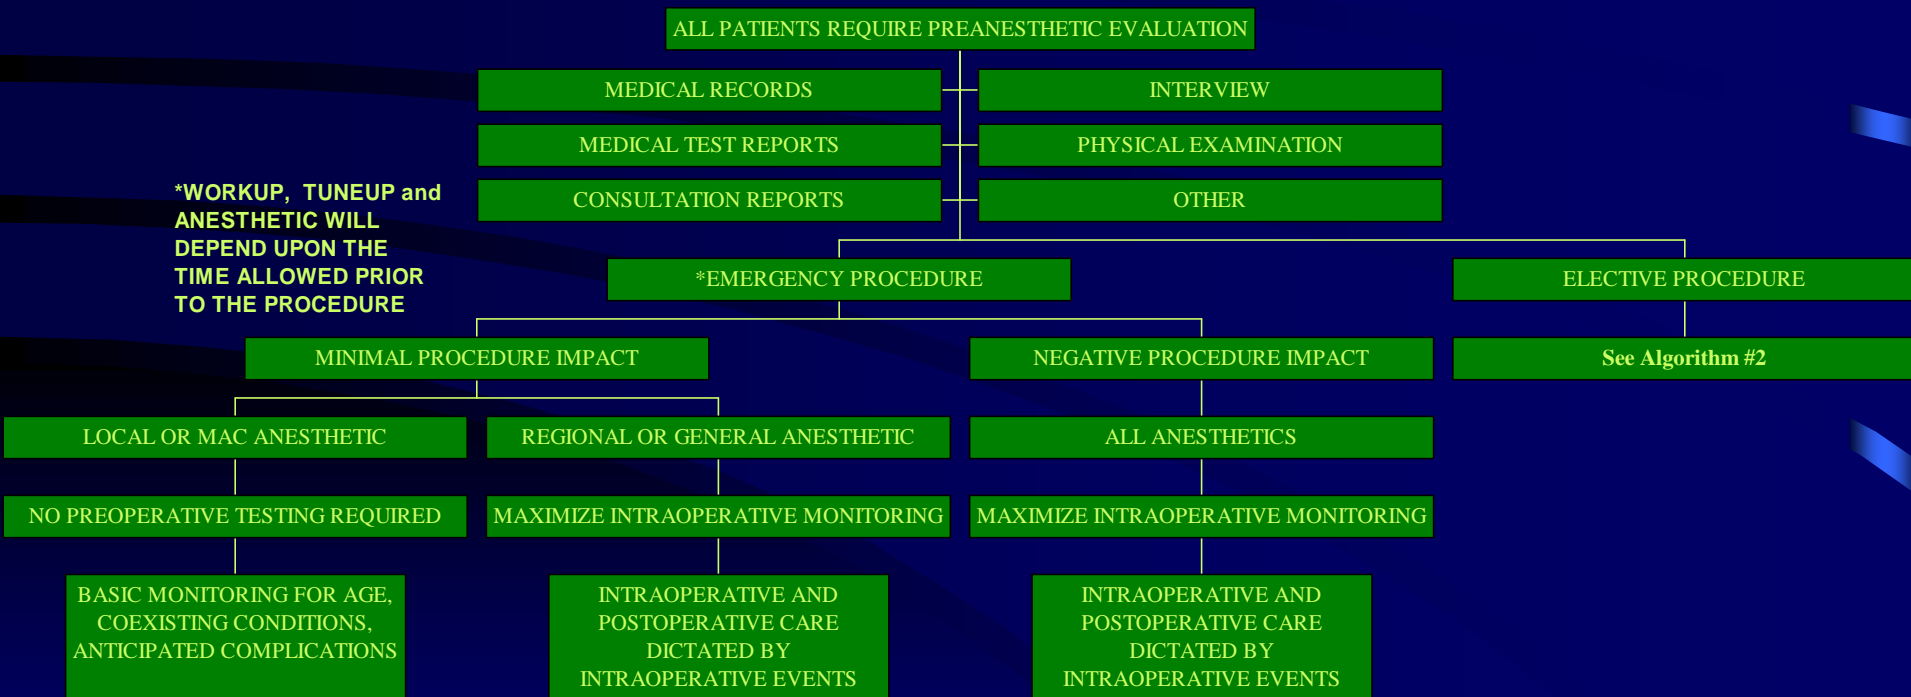 ALL PATIENTS REQUIRE PREANESTHETIC EVALUATION
MEDICAL RECORDS
INTERVIEW
MEDICAL TEST REPORTS
PHYSICAL EXAMINATION
CONSULTATION REPORTS
OTHER
*WORKUP, TUNEUP and
ANESTHETIC WILL
DEPEND UPON THE
TIME ALLOWED PRIOR
TO THE PROCEDURE
*EMERGENCY PROCEDURE
ELECTIVE PROCEDURE
MINIMAL PROCEDURE IMPACT
NEGATIVE PROCEDURE IMPACT
See Algorithm #2
LOCAL OR MAC ANESTHETIC
REGIONAL OR GENERAL ANESTHETIC
ALL ANESTHETICS
NO PREOPERATIVE TESTING REQUIRED
MAXIMIZE INTRAOPERATIVE MONITORING
MAXIMIZE INTRAOPERATIVE MONITORING
BASIC MONITORING FOR AGE,
COEXISTING CONDITIONS,
ANTICIPATED COMPLICATIONS
INTRAOPERATIVE AND
POSTOPERATIVE CARE
DICTATED BY
INTRAOPERATIVE EVENTS
INTRAOPERATIVE AND
POSTOPERATIVE CARE
DICTATED BY
INTRAOPERATIVE EVENTS